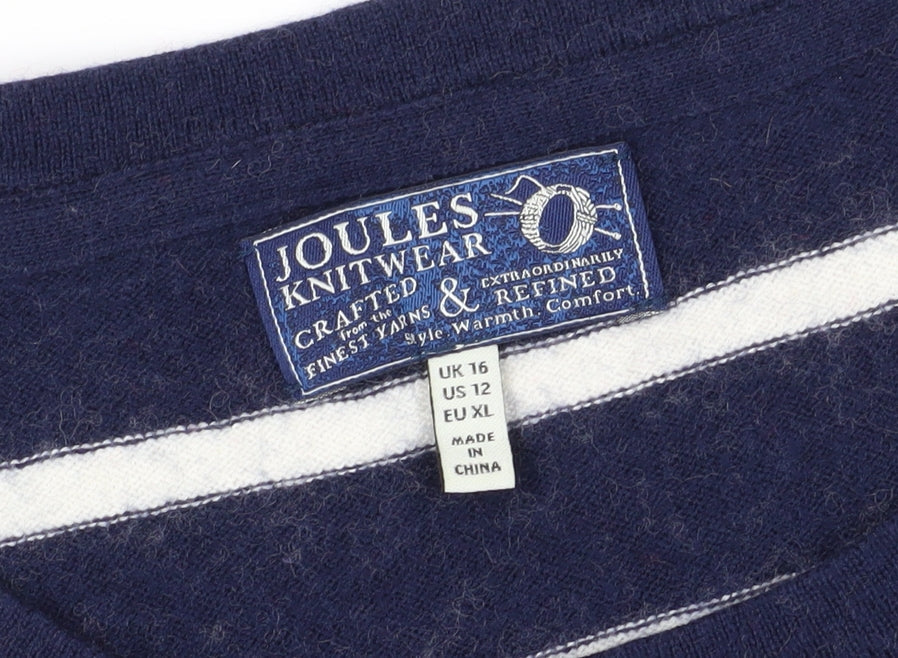 JOULES
KNITWEAR
CRAFTED
from the
FINEST YARNS
&
EXTRAORDINARILY
REFINED
Style. Warmth. Comfort.
UK 16
US 12
EU XL
MADE
IN
CHINA